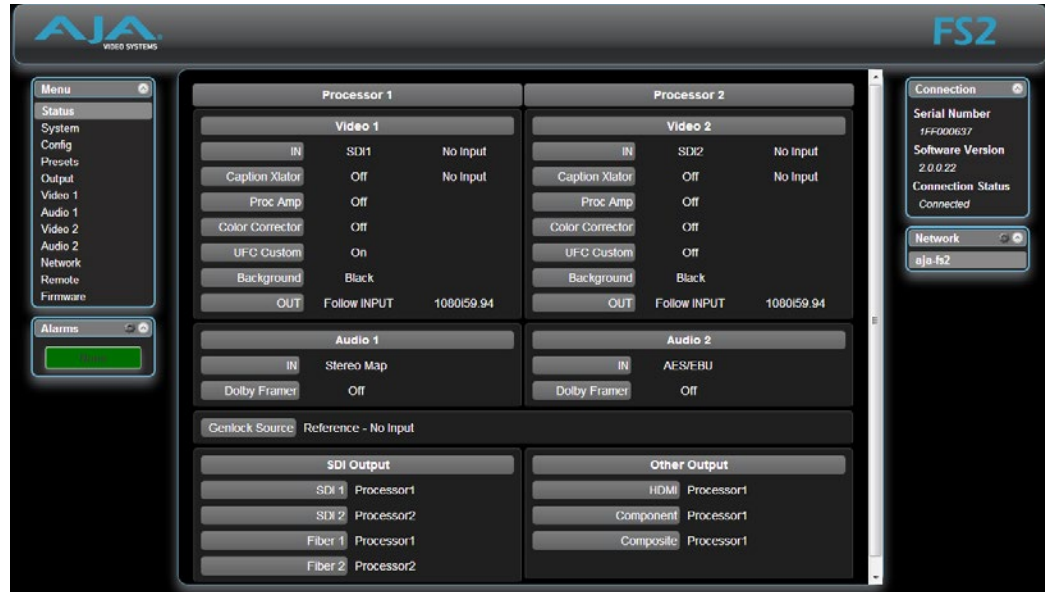 AJA
VIDEO SYSTEMS
FS2
Menu
Status
System
Config
Presets
Output
Video 1
Audio 1
Video 2
Audio 2
Network
Remote
Firmware
Alarms
Processor 1
Processor 2
Video 1
IN SDI1 No Input
Caption Xlator Off No Input
Proc Amp Off
Color Corrector Off
UFC Custom On
Background Black
OUT Follow INPUT 1080i59.94
Video 2
IN SDI2 No Input
Caption Xlator Off No Input
Proc Amp Off
Color Corrector Off
UFC Custom Off
Background Black
OUT Follow INPUT 1080i59.94
Audio 1
IN Stereo Map
Dolby Framer Off
Audio 2
IN AES/EBU
Dolby Framer Off
Genlock Source Reference - No Input
SDI Output
SDI 1 Processor1
SDI 2 Processor2
Fiber 1 Processor1
Fiber 2 Processor2
Other Output
HDMI Processor1
Component Processor1
Composite Processor1
Connection
Serial Number
1FF000637
Software Version
2.0.0.22
Connection Status
Connected
Network
aja-fs2